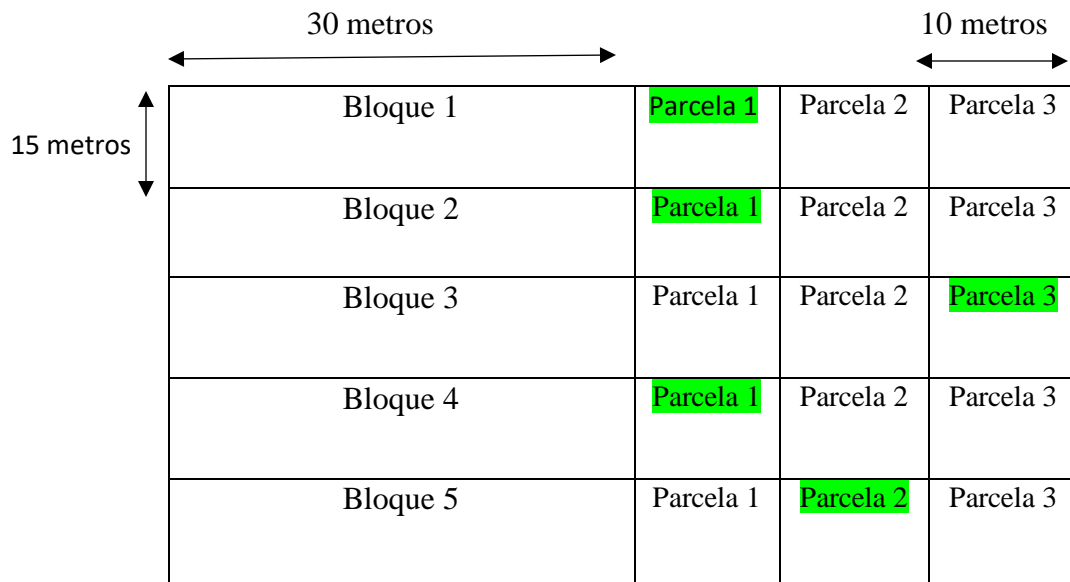 30 metros 10 metros
15 metros
Bloque 1 Parcela 1 Parcela 2 Parcela 3
Bloque 2 Parcela 1 Parcela 2 Parcela 3
Bloque 3 Parcela 1 Parcela 2 Parcela 3
Bloque 4 Parcela 1 Parcela 2 Parcela 3
Bloque 5 Parcela 1 Parcela 2 Parcela 3